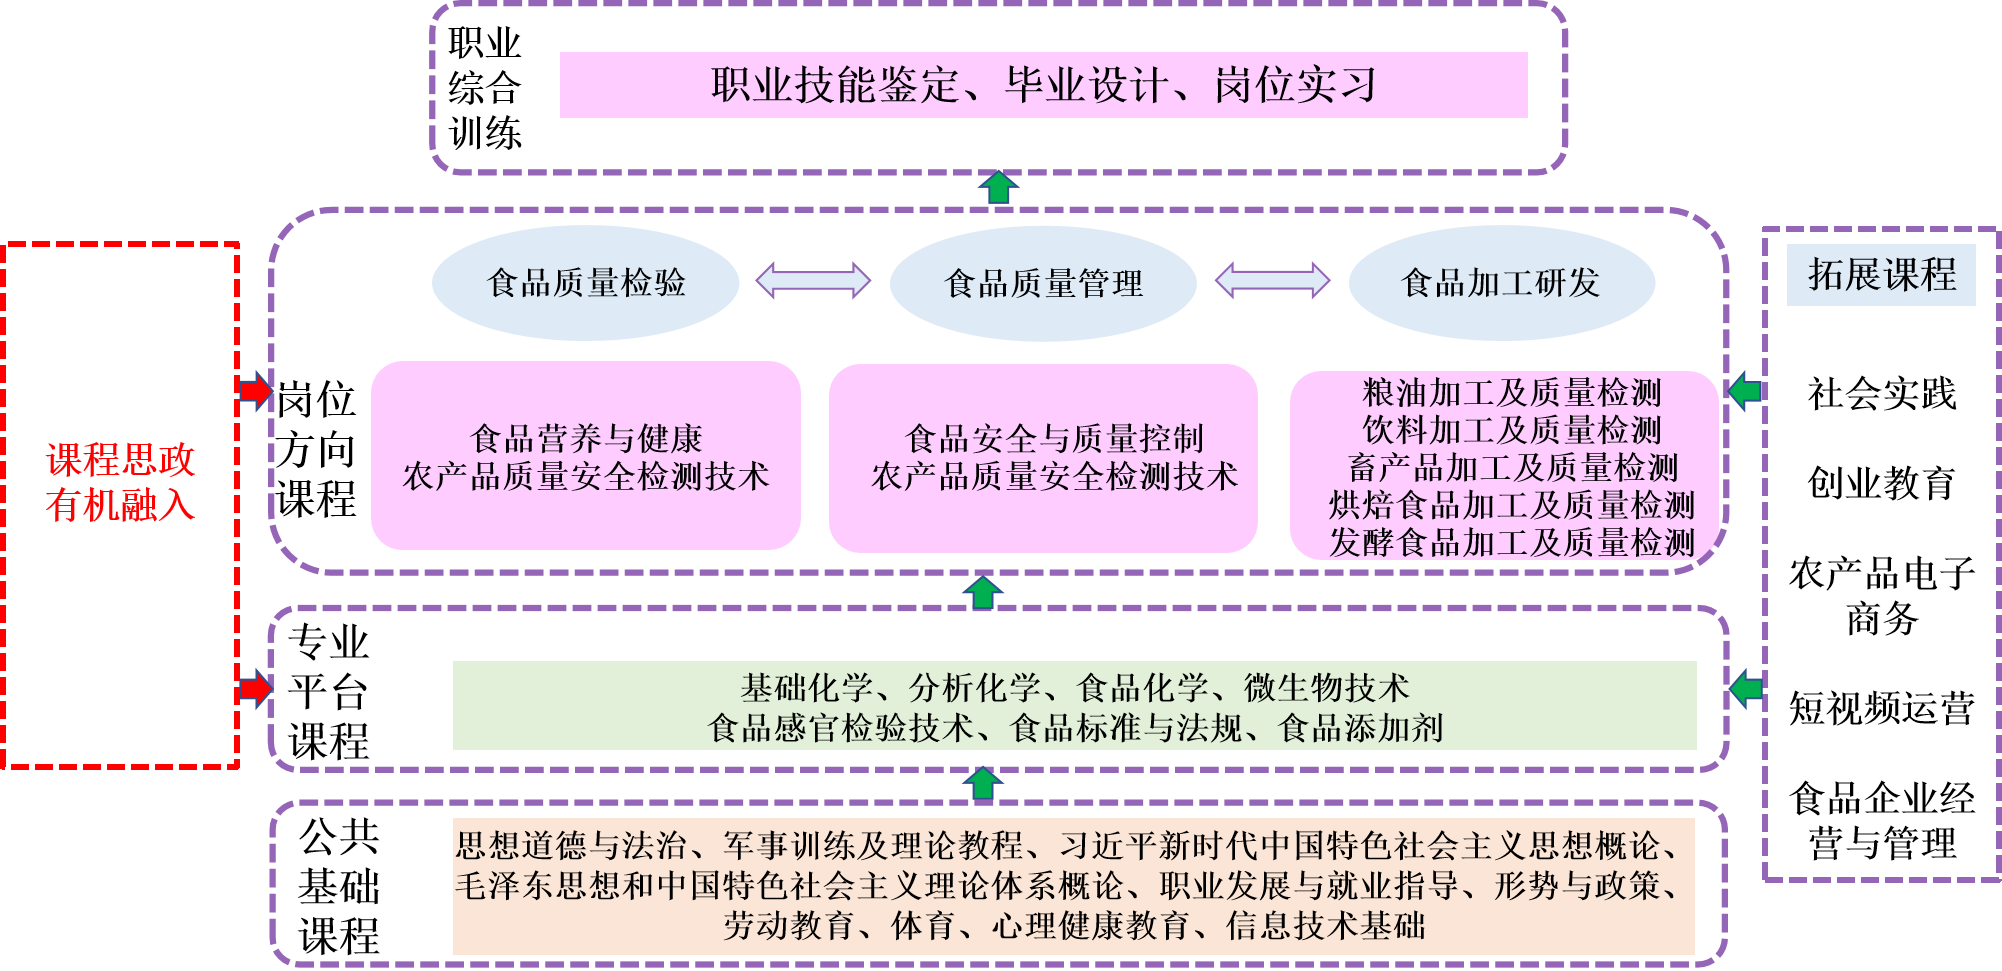 职业
综合
训练
职业技能鉴定、毕业设计、岗位实习
食品质量检验
食品质量管理
食品加工研发
岗位
方向
课程
食品营养与健康
农产品质量安全检测技术
食品安全与质量控制
农产品质量安全检测技术
粮油加工及质量检测
饮料加工及质量检测
畜产品加工及质量检测
烘焙食品加工及质量检测
发酵食品加工及质量检测
课程思政
有机融入
专业
平台
课程
基础化学、分析化学、食品化学、微生物技术
食品感官检验技术、食品标准与法规、食品添加剂
公共
基础
课程
思想道德与法治、军事训练及理论教程、习近平新时代中国特色社会主义思想概论、
毛泽东思想和中国特色社会主义理论体系概论、职业发展与就业指导、形势与政策、
劳动教育、体育、心理健康教育、信息技术基础
拓展课程
社会实践
创业教育
农产品电子
商务
短视频运营
食品企业经
营与管理